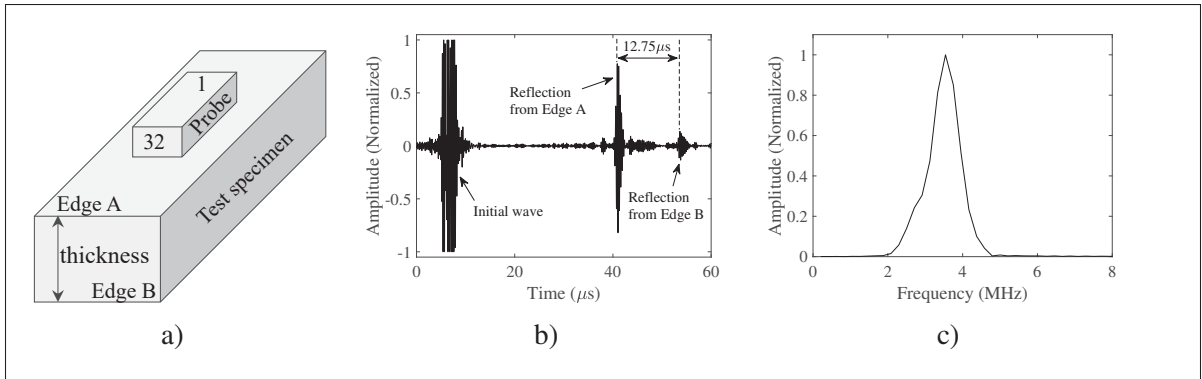 1
Probe
32
Test specimen
Edge A
thickness
Edge B
a)
Amplitude (Normalized)
1
0.5
0
-0.5
-1
12.75μs
Reflection
from Edge A
Initial wave
Reflection
from Edge B
0 20 40 60
Time (μs)
b)
Amplitude (Normalized)
1
0.8
0.6
0.4
0.2
0
0 2 4 6 8
Frequency (MHz)
c)